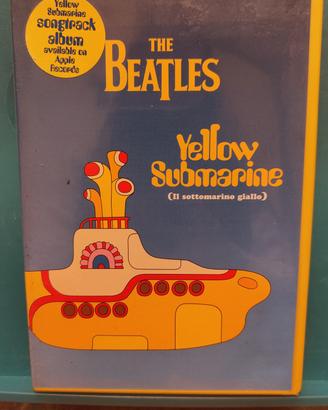 Yellow
Submarine
songtrack
album
available on
Apple
Records
THE
BEATLES
Yellow
Submarine
(Il sottomarino giallo)